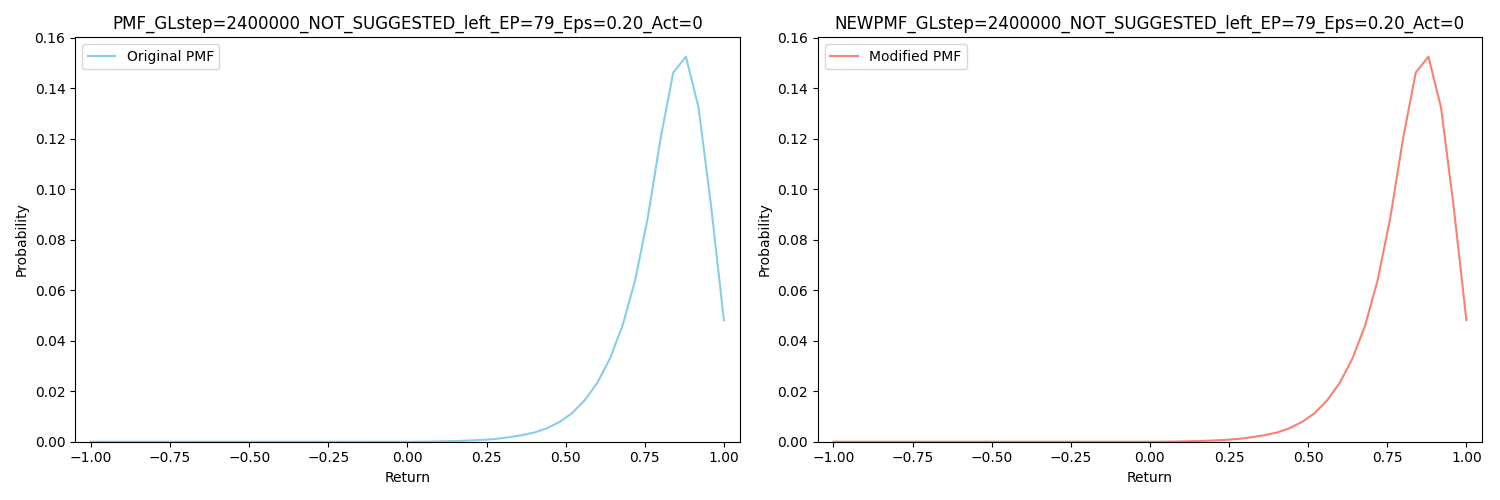 PMF_GLstep=2400000_NOT_SUGGESTED_left_EP=79_Eps=0.20_Act=0
Original PMF
Probability
0.16
0.14
0.12
0.10
0.08
0.06
0.04
0.02
0.00
−1.00 −0.75 −0.50 −0.25 0.00 0.25 0.50 0.75 1.00
Return
NEWPMF_GLstep=2400000_NOT_SUGGESTED_left_EP=79_Eps=0.20_Act=0
Modified PMF
Probability
0.16
0.14
0.12
0.10
0.08
0.06
0.04
0.02
0.00
−1.00 −0.75 −0.50 −0.25 0.00 0.25 0.50 0.75 1.00
Return